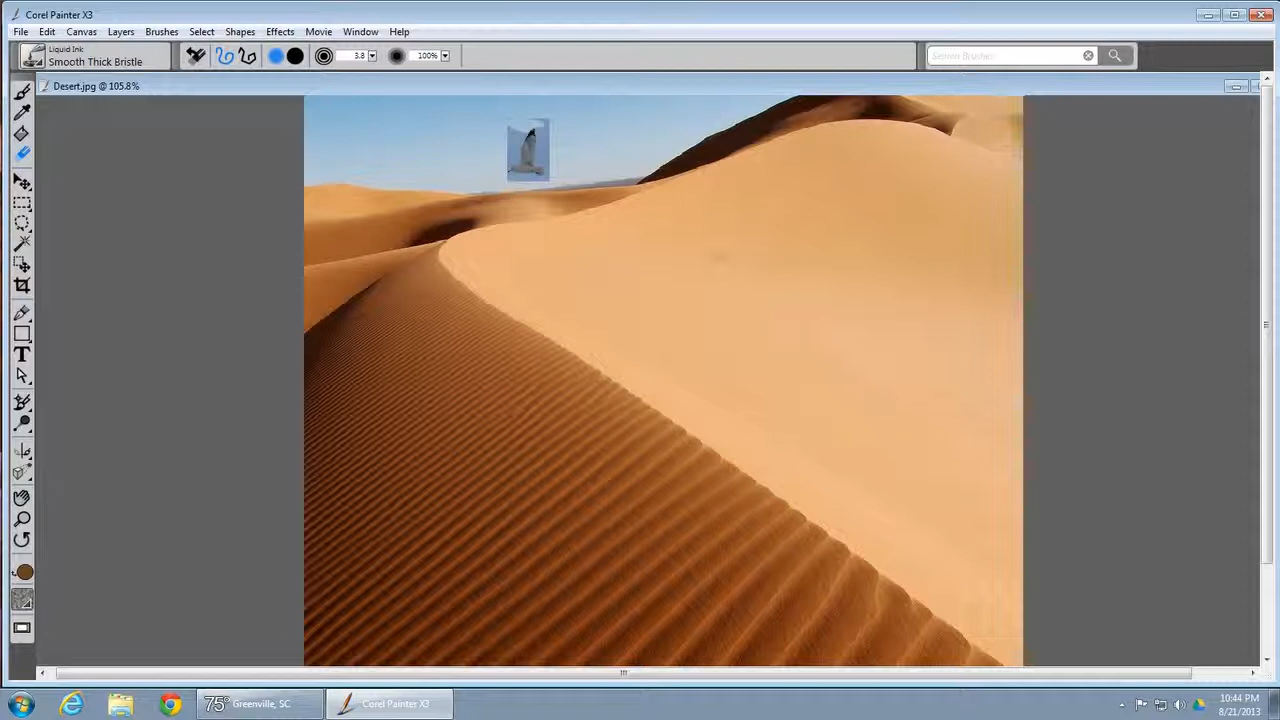 Corel Painter X3
File Edit Canvas Layers Brushes Select Shapes Effects Movie Window Help
Liquid Ink
Smooth Thick Bristle
3.8
100%
Search Brushes
Desert.jpg @ 105.8%
T
75° Greenville, SC
Corel Painter X3
10:44 PM
8/21/2013